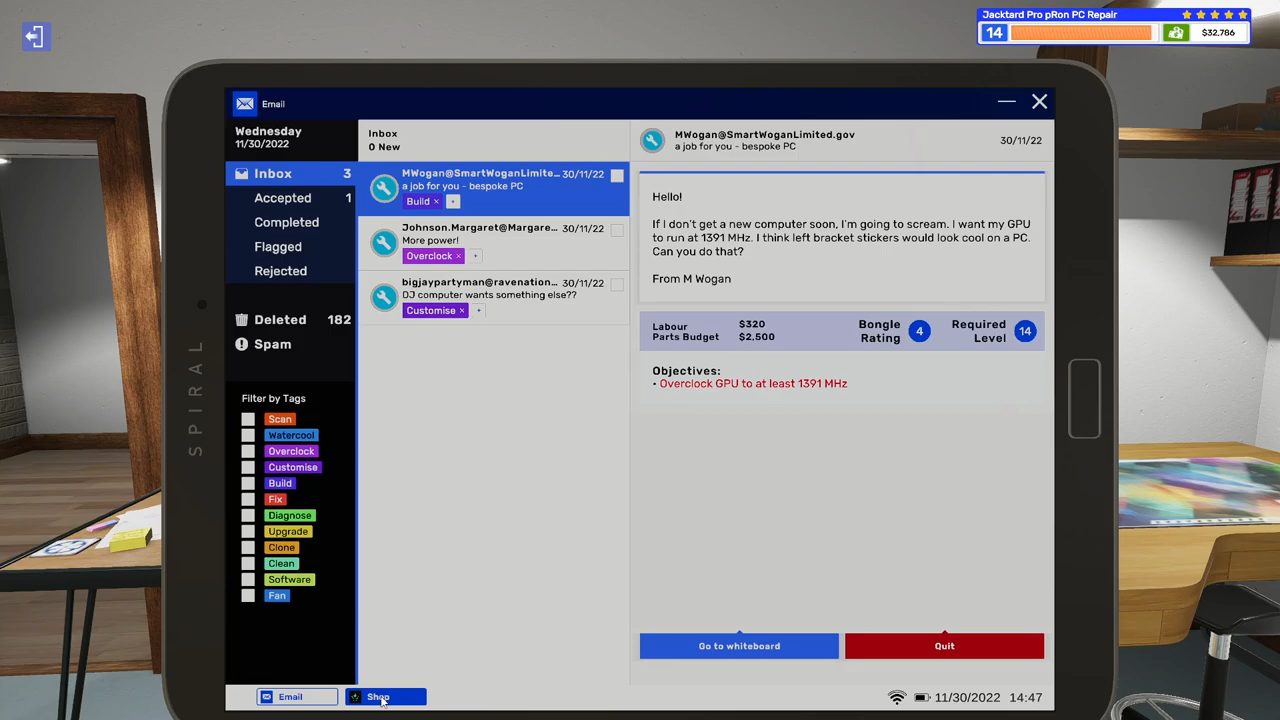 Jacktard Pro pRon PC Repair
14
$32,786
Email
Wednesday
11/30/2022
Inbox 3
Accepted 1
Completed
Flagged
Rejected
Deleted 182
Spam
Filter by Tags
Scan
Watercool
Overclock
Customise
Build
Fix
Diagnose
Upgrade
Clone
Clean
Software
Fan
Inbox
0 New
MWogan@SmartWoganLimite... 30/11/22
a job for you - bespoke PC
Build × +
Johnson.Margaret@Margare... 30/11/22
More power!
Overclock × +
bigjaypartyman@ravenation... 30/11/22
DJ computer wants something else??
Customise × +
MWogan@SmartWoganLimited.gov
a job for you - bespoke PC
30/11/22
Hello!
If I don't get a new computer soon, I'm going to scream. I want my GPU
to run at 1391 MHz. I think left bracket stickers would look cool on a PC.
Can you do that?
From M Wogan
Labour $320
Parts Budget $2,500
Bongle Rating 4
Required Level 14
Objectives:
• Overclock GPU to at least 1391 MHz
Go to whiteboard
Quit
SPIRAL
Email
Shop
11/30/2022 14:47